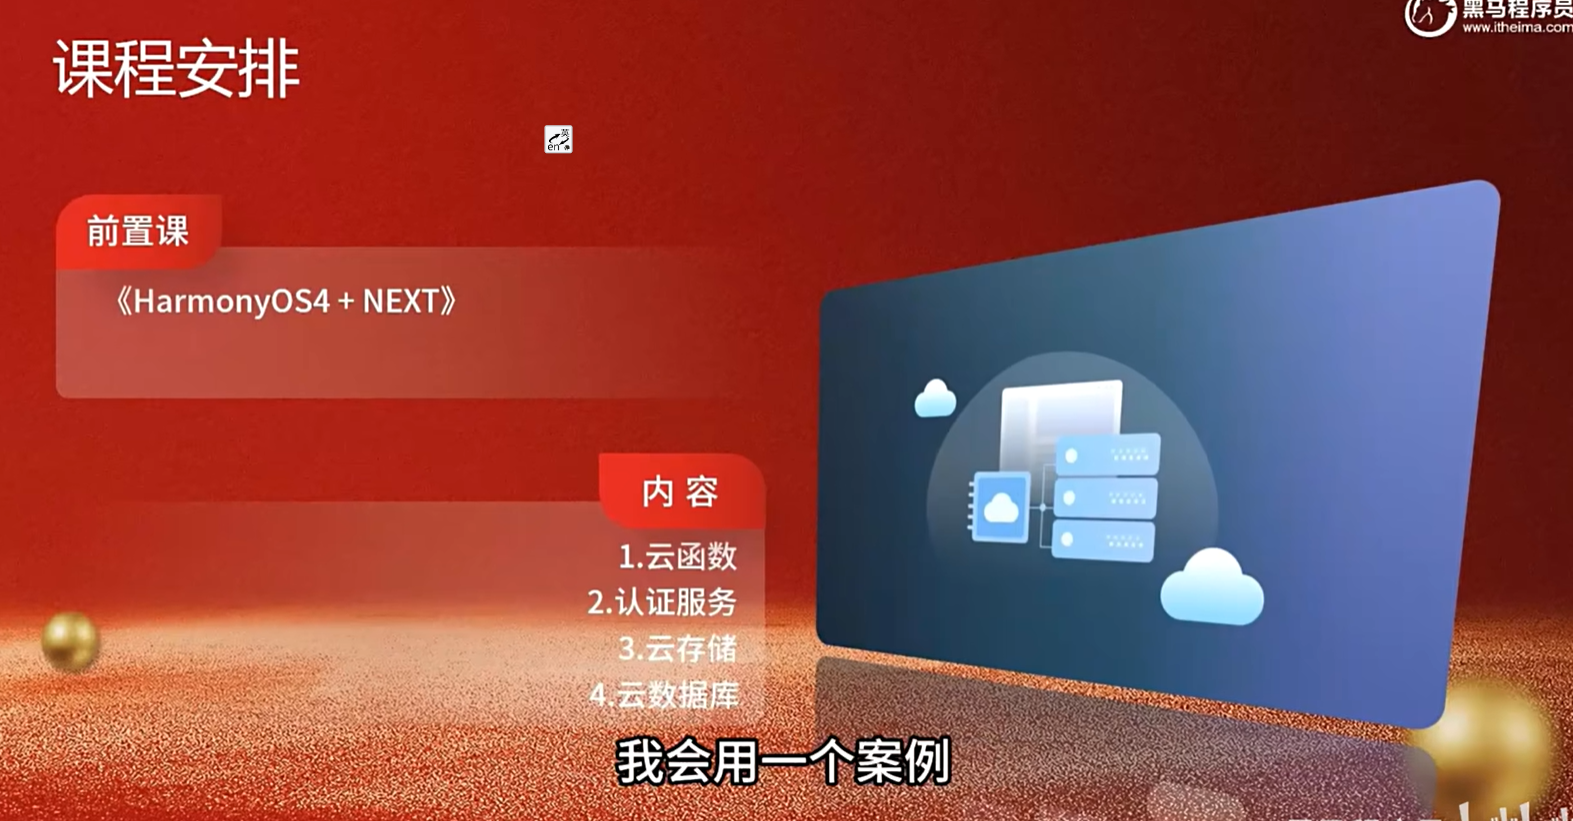 课程安排
黑马程序员
www.itheima.com
英
en
前置课
《HarmonyOS4 + NEXT》
内 容
1.云函数
2.认证服务
3.云存储
4.云数据库
我会用一个案例